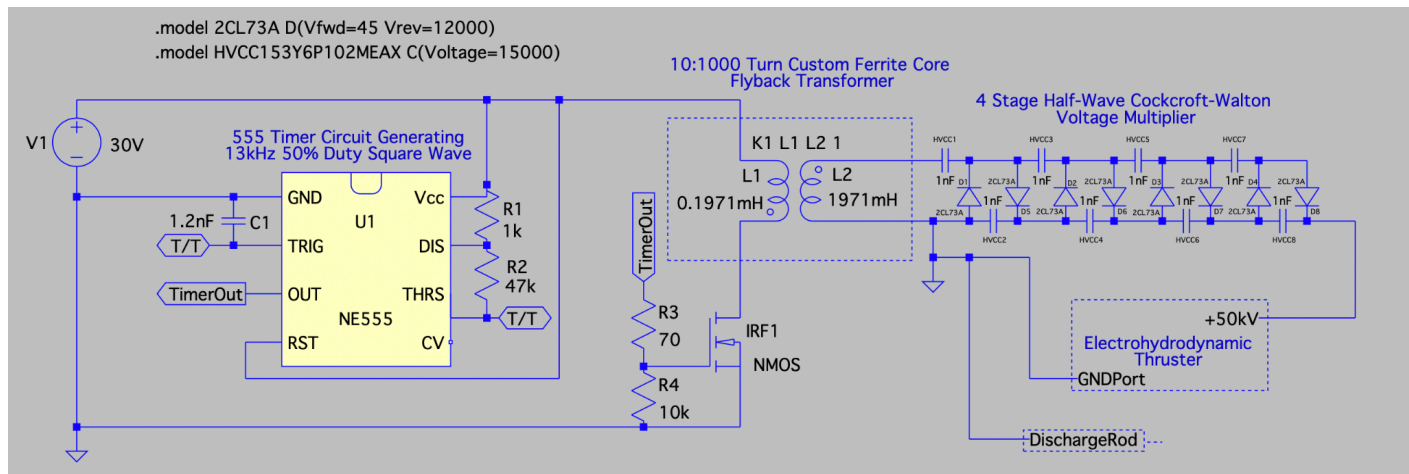 .model 2CL73A D(Vfwd=45 Vrev=12000)
.model HVCC153Y6P102MEAX C(Voltage=15000)
10:1000 Turn Custom Ferrite Core
Flyback Transformer
4 Stage Half-Wave Cockcroft-Walton
Voltage Multiplier
V1
30V
555 Timer Circuit Generating
13kHz 50% Duty Square Wave
GND
Vcc
U1
TRIG
DIS
OUT
THRS
NE555
RST
CV
1.2nF
C1
T/T
TimerOut
R1
1k
R2
47k
T/T
K1 L1 L2 1
L1
0.1971mH
L2
1971mH
TimerOut
R3
70
R4
10k
IRF1
NMOS
HVCC1
HVCC3
HVCC5
HVCC7
1nF
2CL73A
1nF
2CL73A
1nF
2CL73A
1nF
2CL73A
D1
D2
D3
D4
1nF
1nF
1nF
1nF
2CL73A
D5
2CL73A
D6
2CL73A
D7
2CL73A
D8
HVCC2
HVCC4
HVCC6
HVCC8
+50kV
Electrohydrodynamic
Thruster
GNDPort
DischargeRod